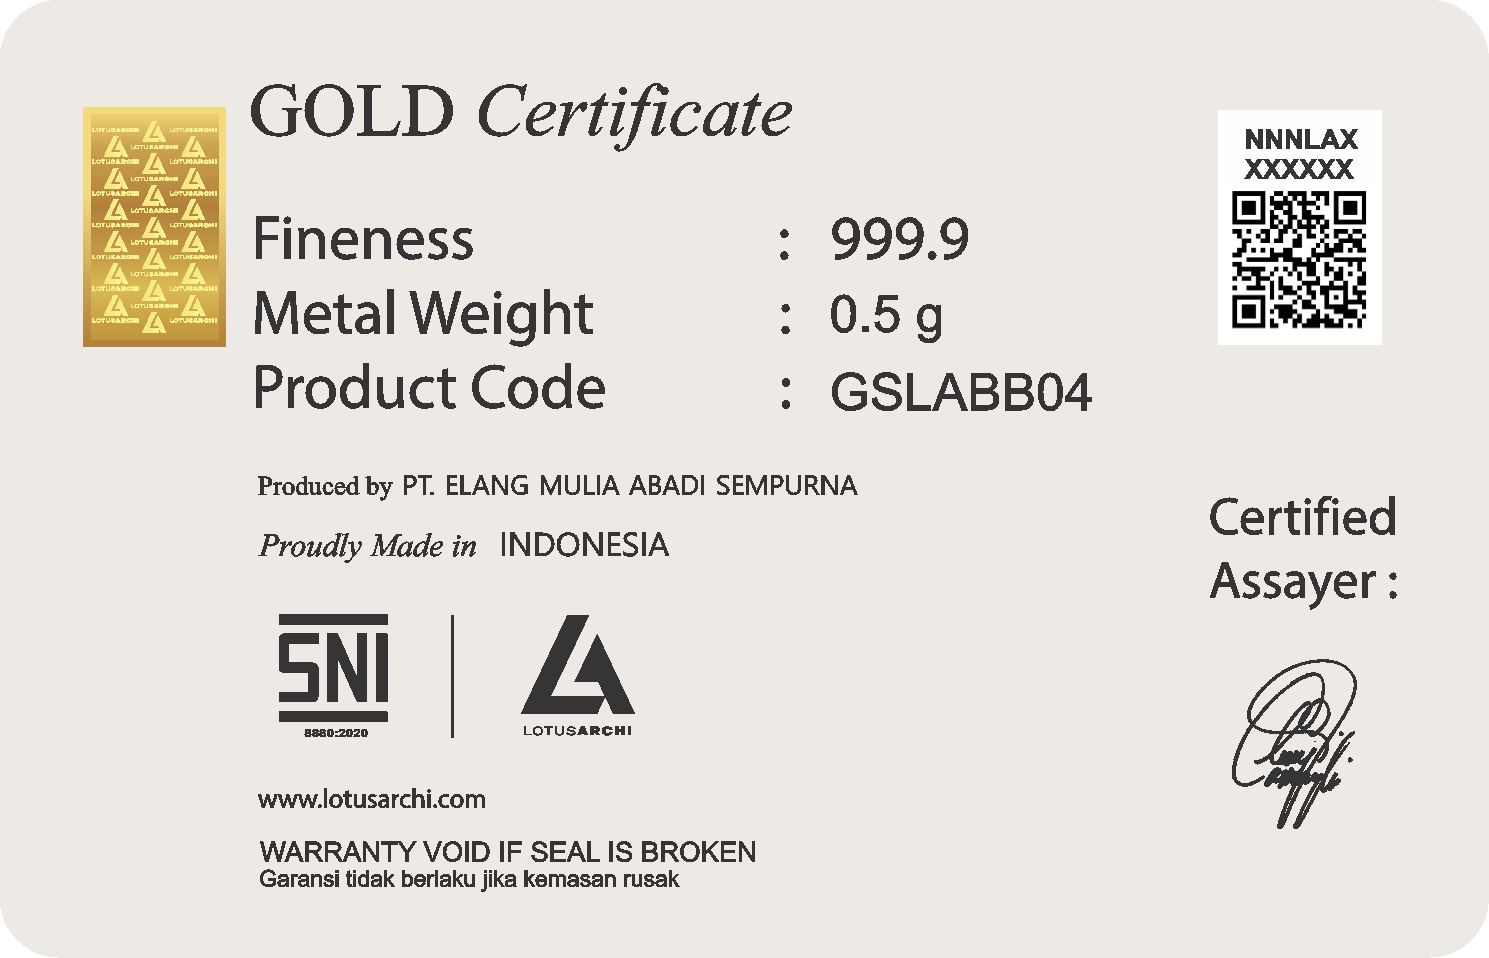 GOLD Certificate
NNNLAX
XXXXXX
Fineness : 999.9
Metal Weight : 0.5 g
Product Code : GSLABB04
Produced by PT. ELANG MULIA ABADI SEMPURNA
Proudly Made in INDONESIA
Certified
Assayer :
SNI
8880:2020
LA
LOTUSARCHI
www.lotusarchi.com
WARRANTY VOID IF SEAL IS BROKEN
Garansi tidak berlaku jika kemasan rusak